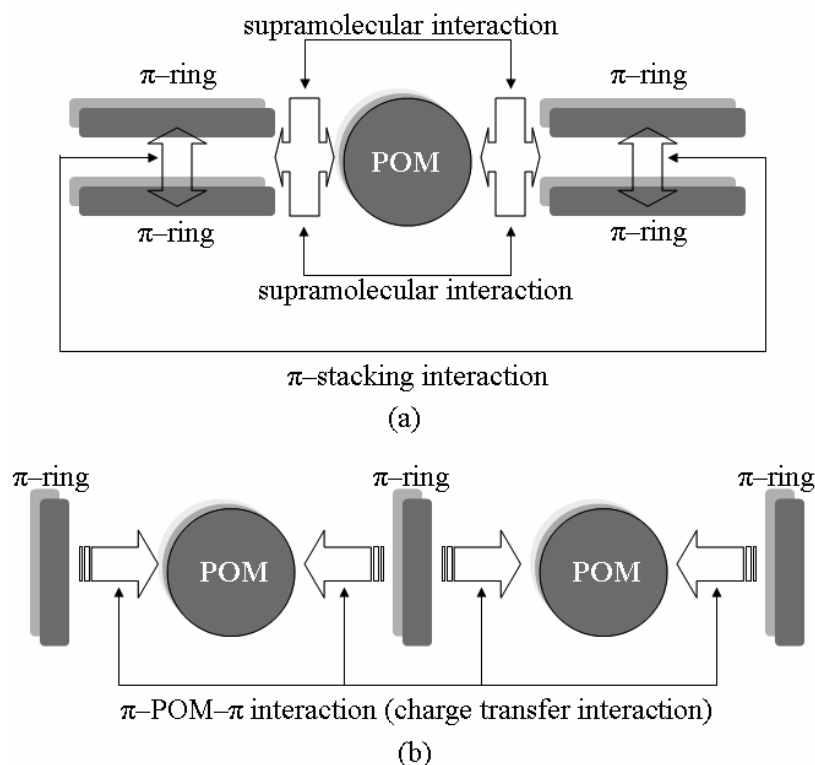 supramolecular interaction
π–ring π–ring
POM
π–ring π–ring
supramolecular interaction
π–stacking interaction
(a)
π–ring π–ring π–ring
POM POM
π–POM–π interaction (charge transfer interaction)
(b)